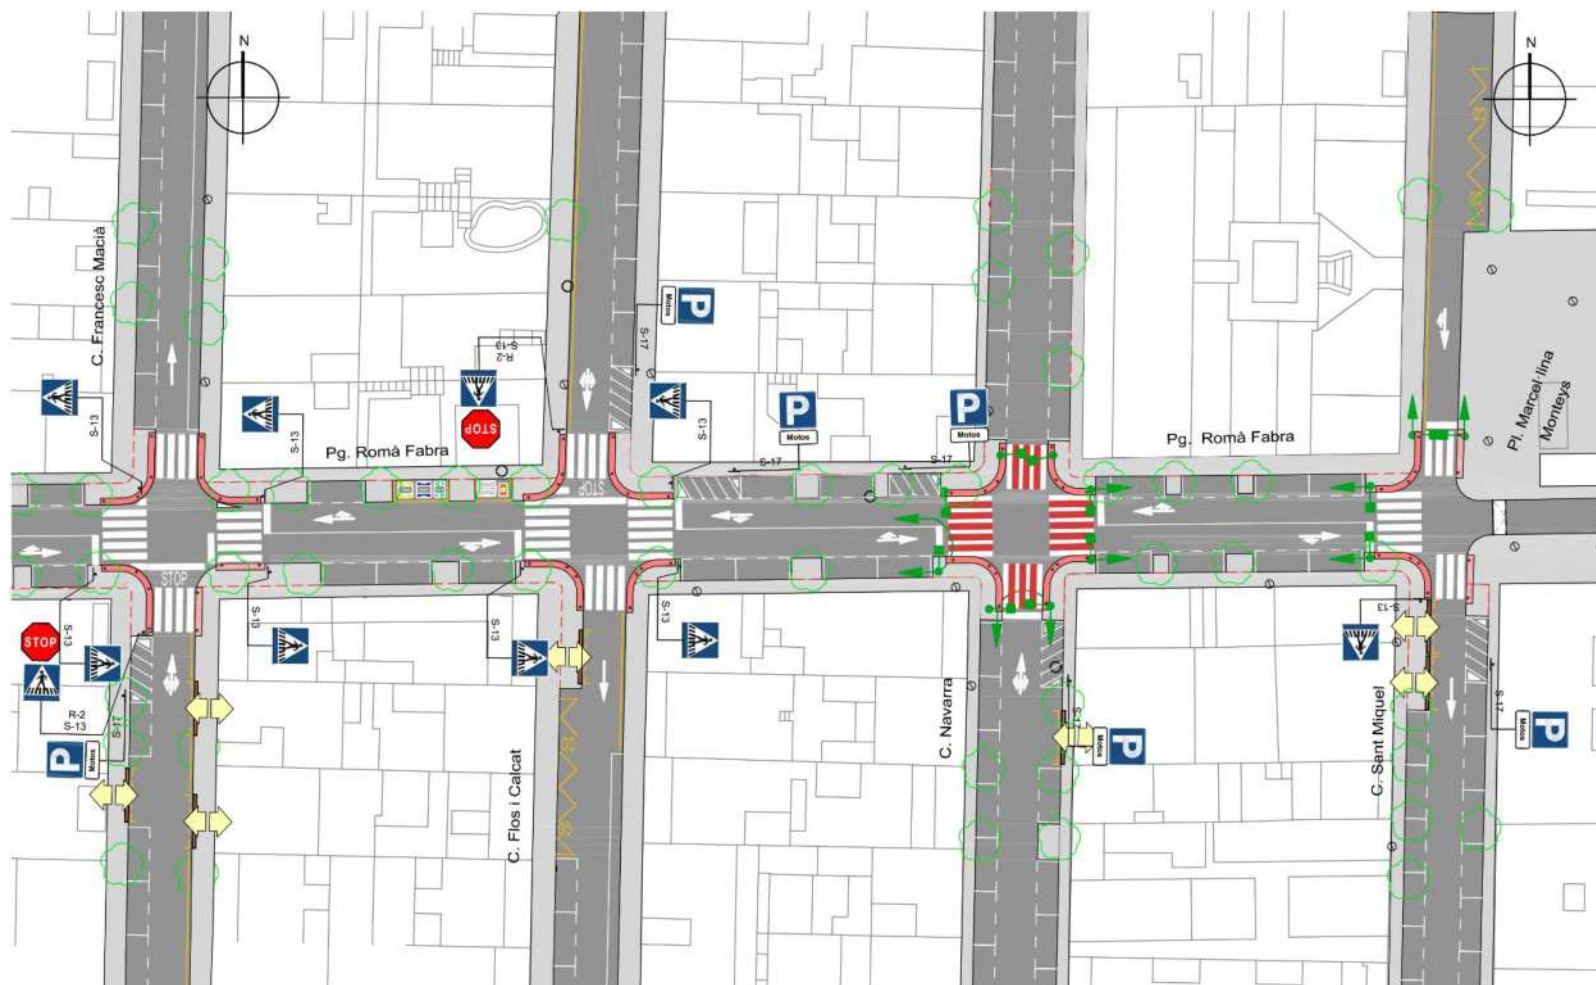 N
N
C. Francesc Macià
P
Motos
S-17
S-13
R-2
S-13
STOP
S-13
S-13
P
Motos
S-17
P
Motos
S-17
Pg. Romà Fabra
Pg. Romà Fabra
Pl. Marcel·lina
Monteys
STOP
STOP
STOP
S-13
R-2
S-13
S-17
P
Motos
S-13
S-13
C. Flos i Calcat
S-13
C. Navarra
S-17
Motos
P
S-13
C. Sant Miquel
S-17
Motos
P